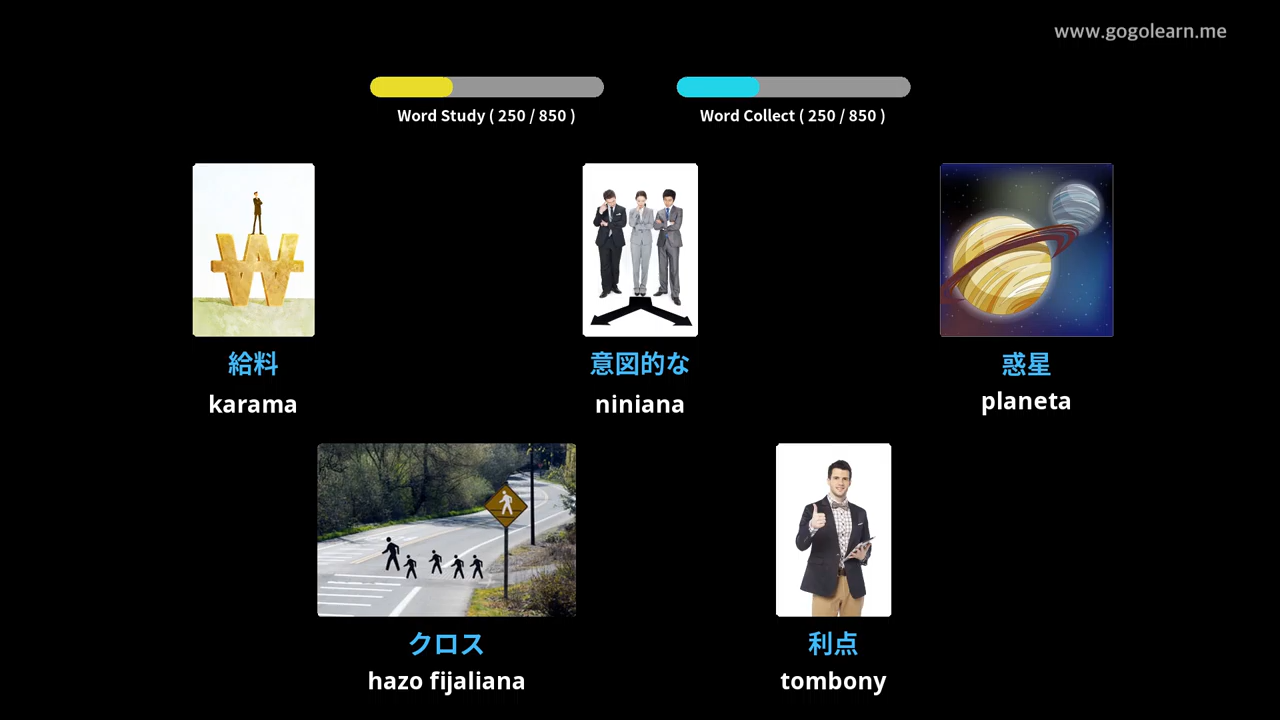 www.gogolearn.me
Word Study ( 250 / 850 )
Word Collect ( 250 / 850 )
給料
karama
意図的な
niniana
惑星
planeta
クロス
hazo fijaliana
利点
tombony